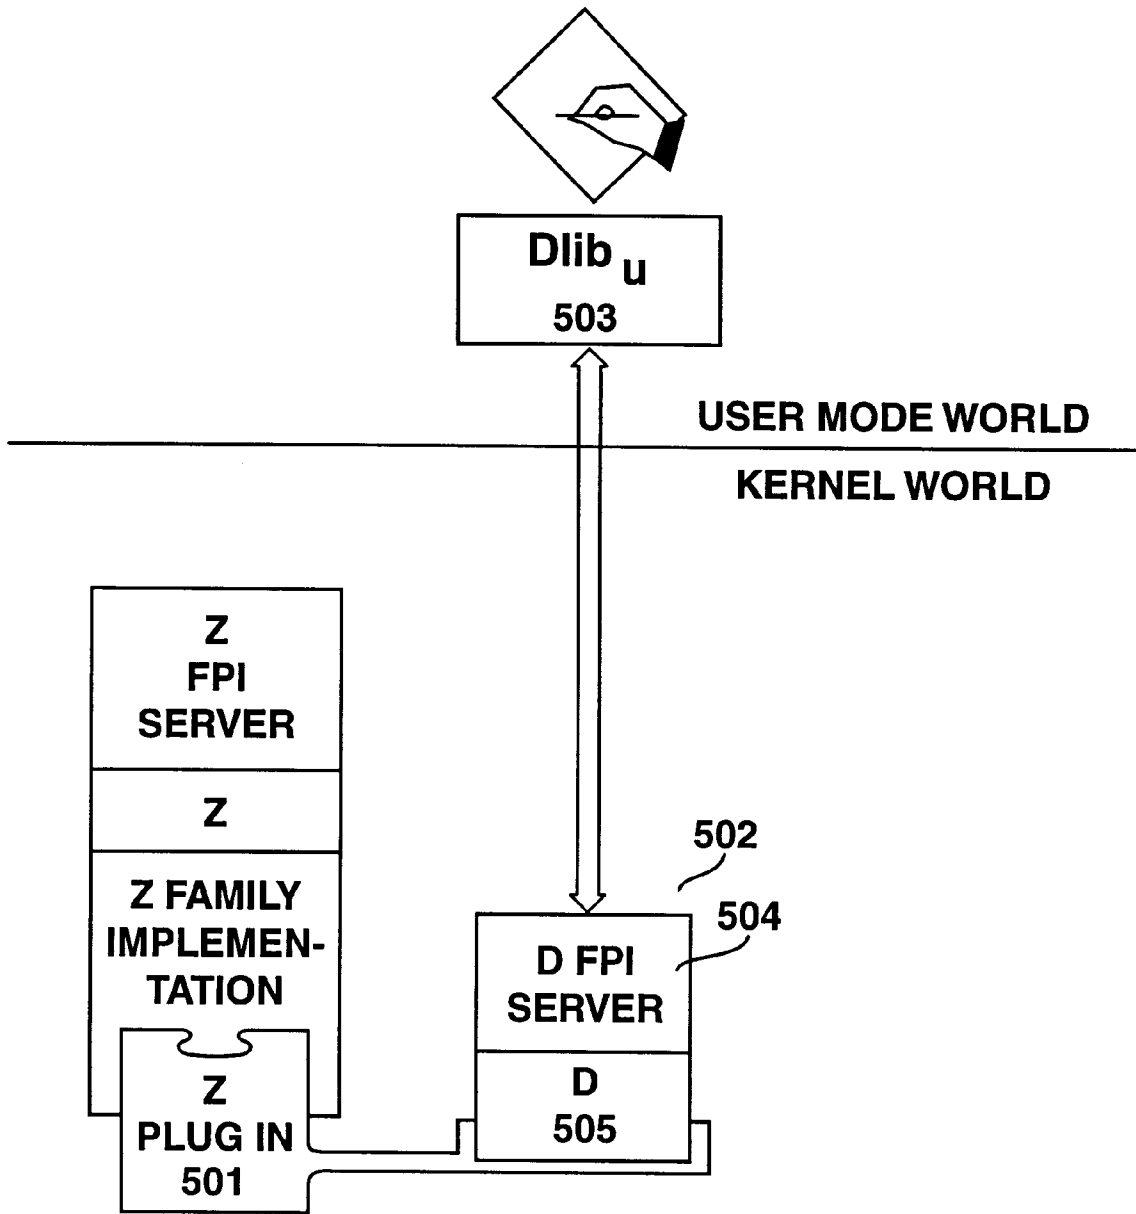 Dlib u
503
USER MODE WORLD
KERNEL WORLD
Z
FPI
SERVER
Z
Z FAMILY
IMPLEMEN-
TATION
Z
PLUG IN
501
502
504
D FPI
SERVER
D
505